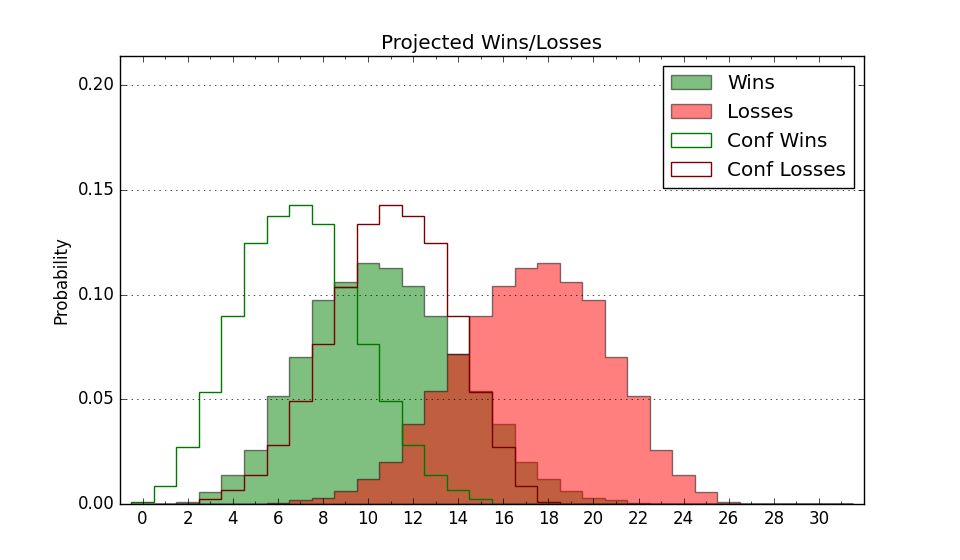 Projected Wins/Losses
Wins
Losses
Conf Wins
Conf Losses
Probability
0.20
0.15
0.10
0.05
0.00
0 2 4 6 8 10 12 14 16 18 20 22 24 26 28 30